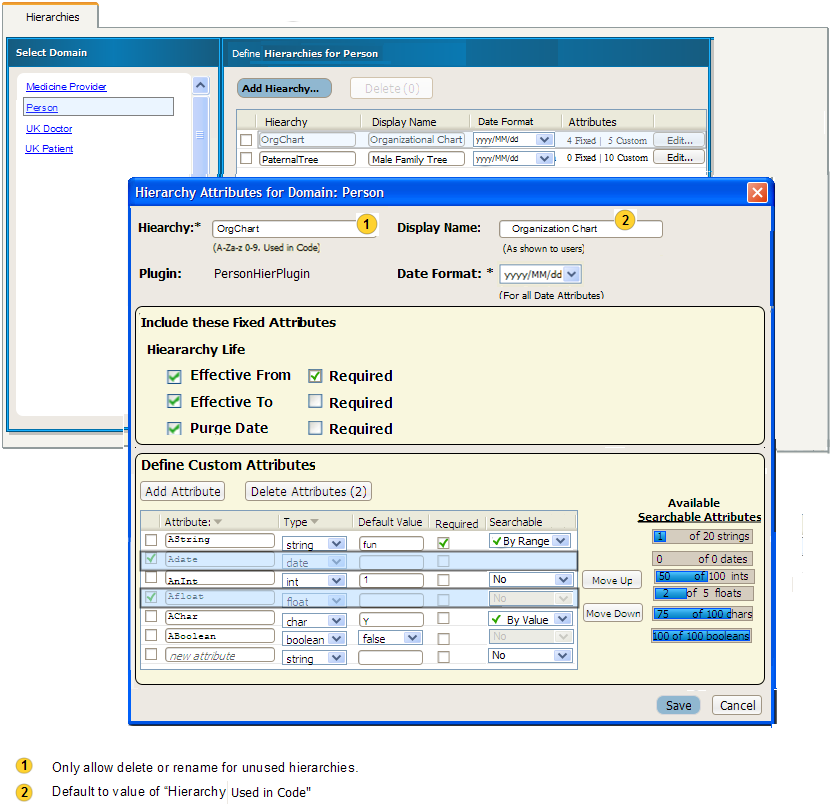 Hierarchies
Select Domain
Medicine Provider
Person
UK Doctor
UK Patient
Define Hierarchies for Person
Add Hiearchy... Delete (0)
Hiearchy Display Name Date Format Attributes
OrgChart Organizational Chart yyyy/MM/dd 4 Fixed | 5 Custom Edit...
PaternalTree Male Family Tree yyyy/MM/dd 0 Fixed | 10 Custom Edit...
Hierarchy Attributes for Domain: Person
Hiearchy:* OrgChart 1 Display Name: Organization Chart 2
(A-Za-z 0-9. Used in Code) (As shown to users)
Plugin: PersonHierPlugin Date Format: * yyyy/MM/dd
(For all Date Attributes)
Include these Fixed Attributes
Hieararchy Life
Effective From Required
Effective To Required
Purge Date Required
Define Custom Attributes
Add Attribute Delete Attributes (2)
Attribute: Type Default Value Required Searchable
AString string fun By Range
Adate date
AnInt int 1 No
Afloat float No
AChar char Y By Value
ABoolean boolean false No
new attribute string No
Move Up
Move Down
Available
Searchable Attributes
1 of 20 strings
0 of 0 dates
50 of 100 ints
2 of 5 floats
75 of 100 chars
100 of 100 booleans
Save Cancel
1 Only allow delete or rename for unused hierarchies.
2 Default to value of “Hierarchy Used in Code"